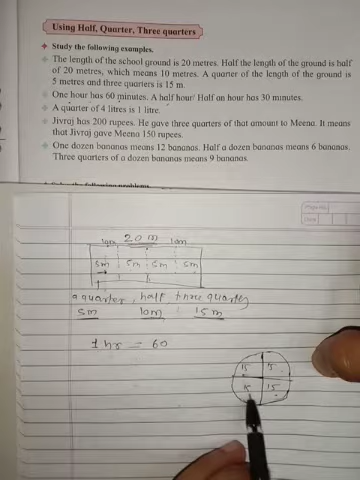 Using Half, Quarter, Three quarters
Study the following examples.
The length of the school ground is 20 metres. Half the length of the ground is half
of 20 metres, which means 10 metres. A quarter of the length of the ground is
5 metres and three quarters is 15 m.
One hour has 60 minutes. A half hour/ Half an hour has 30 minutes.
A quarter of 4 litres is 1 litre.
Jivraj has 200 rupees. He gave three quarters of that amount to Meena. It means
that Jivraj gave Meena 150 rupees.
One dozen bananas means 12 bananas. Half a dozen bananas means 6 bananas.
Three quarters of a dozen bananas means 9 bananas.
10m 20m 10m
5m 5m 5m 5m
a quarter, half three quarter
5m 10m 15m
1 hr = 60
15
15 15